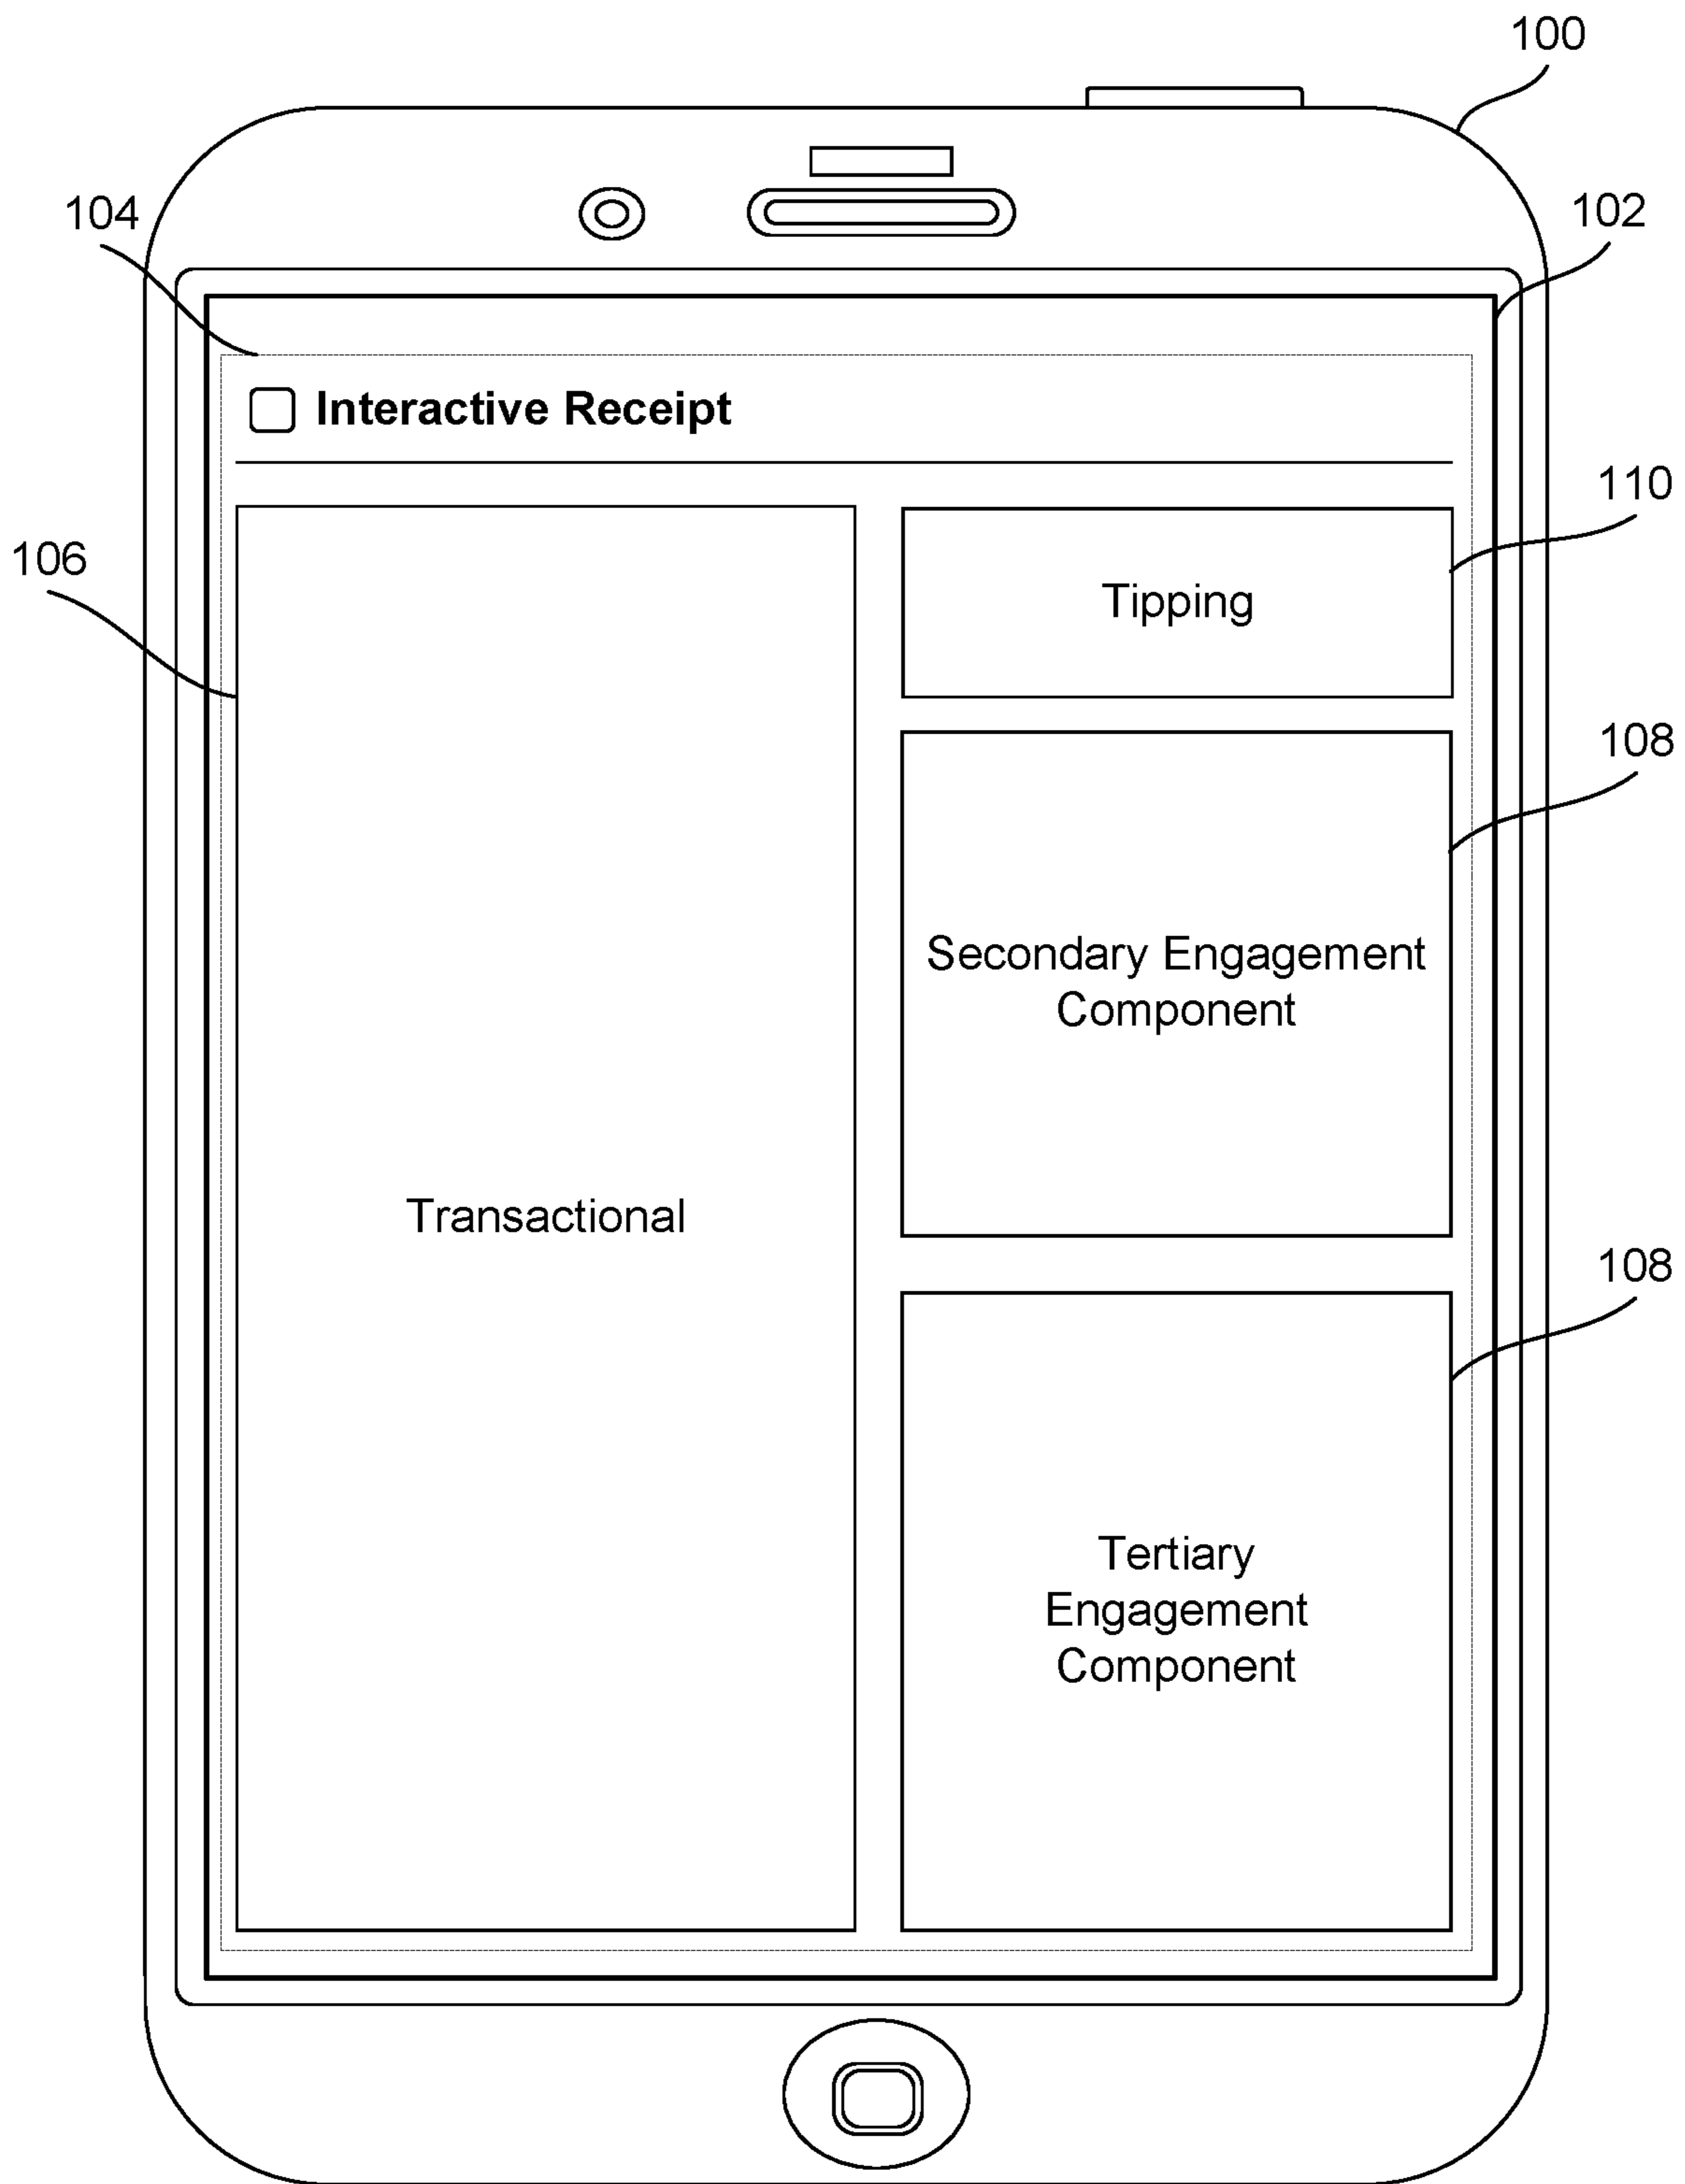 100
104
102
Interactive Receipt
110
106
Tipping
108
Secondary Engagement
Component
Transactional
108
Tertiary
Engagement
Component